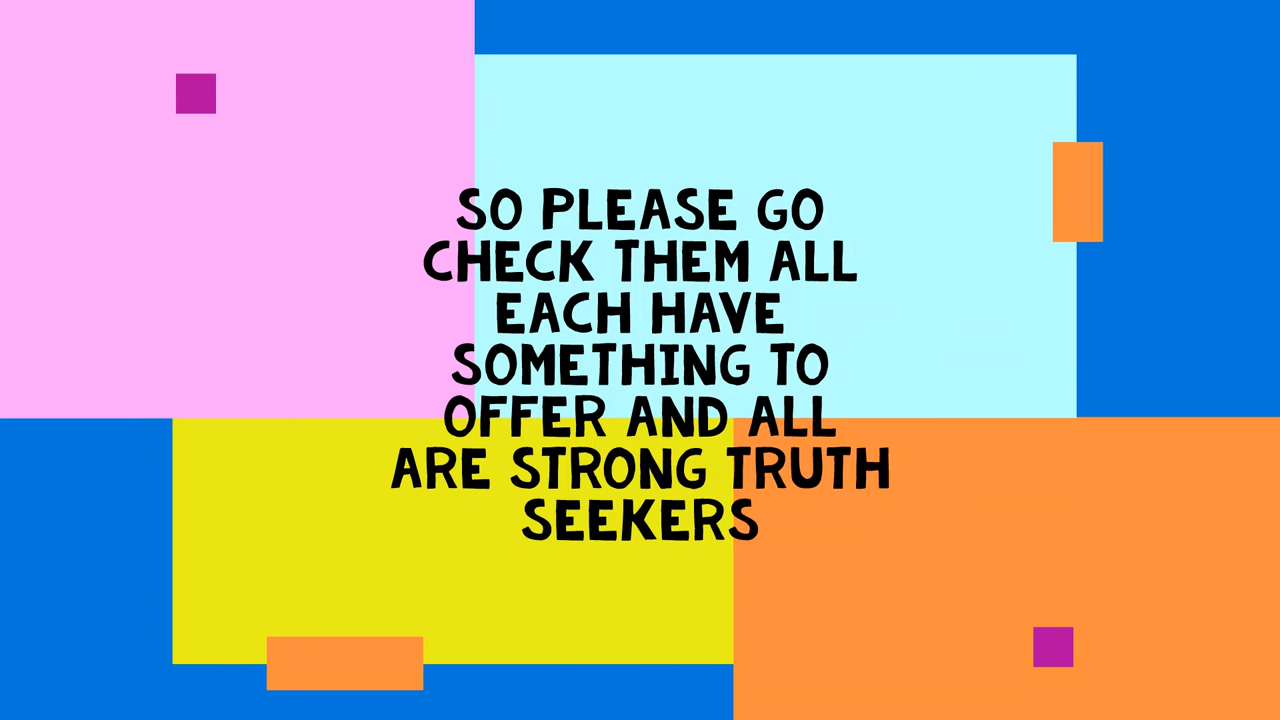 SO PLEASE GO
CHECK THEM ALL
EACH HAVE
SOMETHING TO
OFFER AND ALL
ARE STRONG TRUTH
SEEKERS